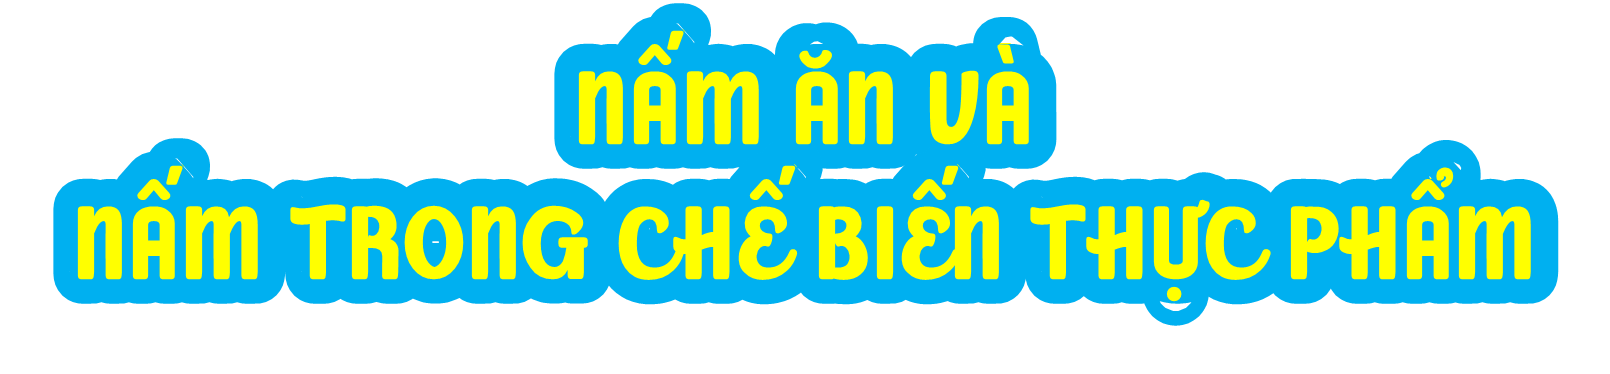 NẤM ĂN VÀ
NẤM TRONG CHẾ BIẾN THỰC PHẨM